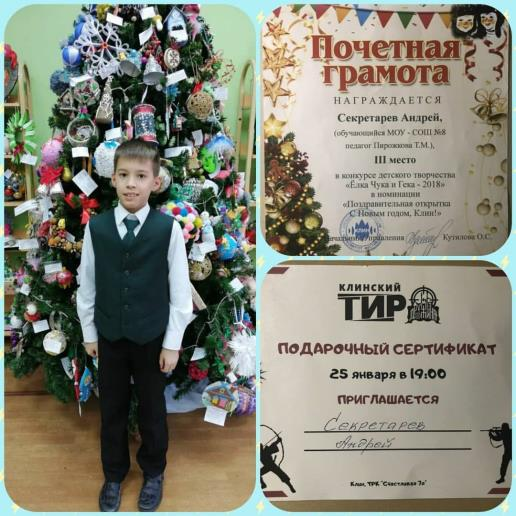 Почетная
грамота
НАГРАЖДАЕТСЯ
Секретарев Андрей,
(обучающийся МОУ - СОШ №8
педагог Пирожкова Т.М.),
III место
в конкурсе детского творчества
«Ёлка Чука и Гека - 2018»
в номинации
«Поздравительная открытка
С Новым годом, Клин!»
КЛИН
Начальник управления Кутилова О.С.
КЛИНСКИЙ
ТИР
ПОДАРОЧНЫЙ СЕРТИФИКАТ
25 января в 19:00
ПРИГЛАШАЕТСЯ
Секретарев
Андрей
Клин, ТРК "Счастливая 7я"